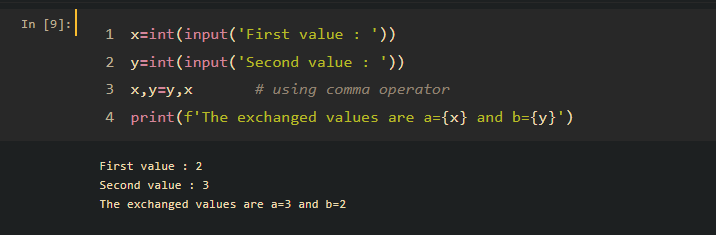 In [9]:
1 x=int(input('First value : '))
2 y=int(input('Second value : '))
3 x,y=y,x       # using comma operator
4 print(f'The exchanged values are a={x} and b={y}')
First value : 2
Second value : 3
The exchanged values are a=3 and b=2